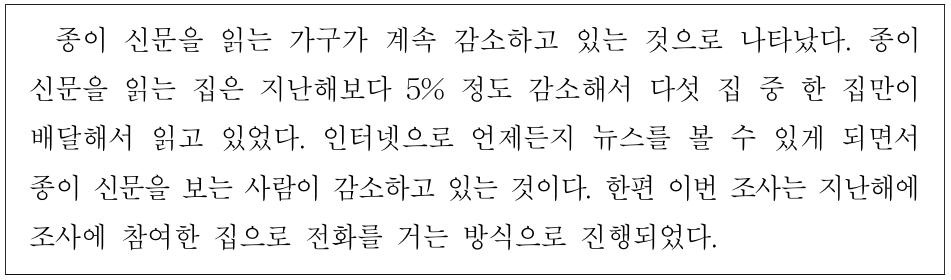 종이 신문을 읽는 가구가 계속 감소하고 있는 것으로 나타났다. 종이
신문을 읽는 집은 지난해보다 5% 정도 감소해서 다섯 집 중 한 집만이
배달해서 읽고 있었다. 인터넷으로 언제든지 뉴스를 볼 수 있게 되면서
종이 신문을 보는 사람이 감소하고 있는 것이다. 한편 이번 조사는 지난해에
조사에 참여한 집으로 전화를 거는 방식으로 진행되었다.